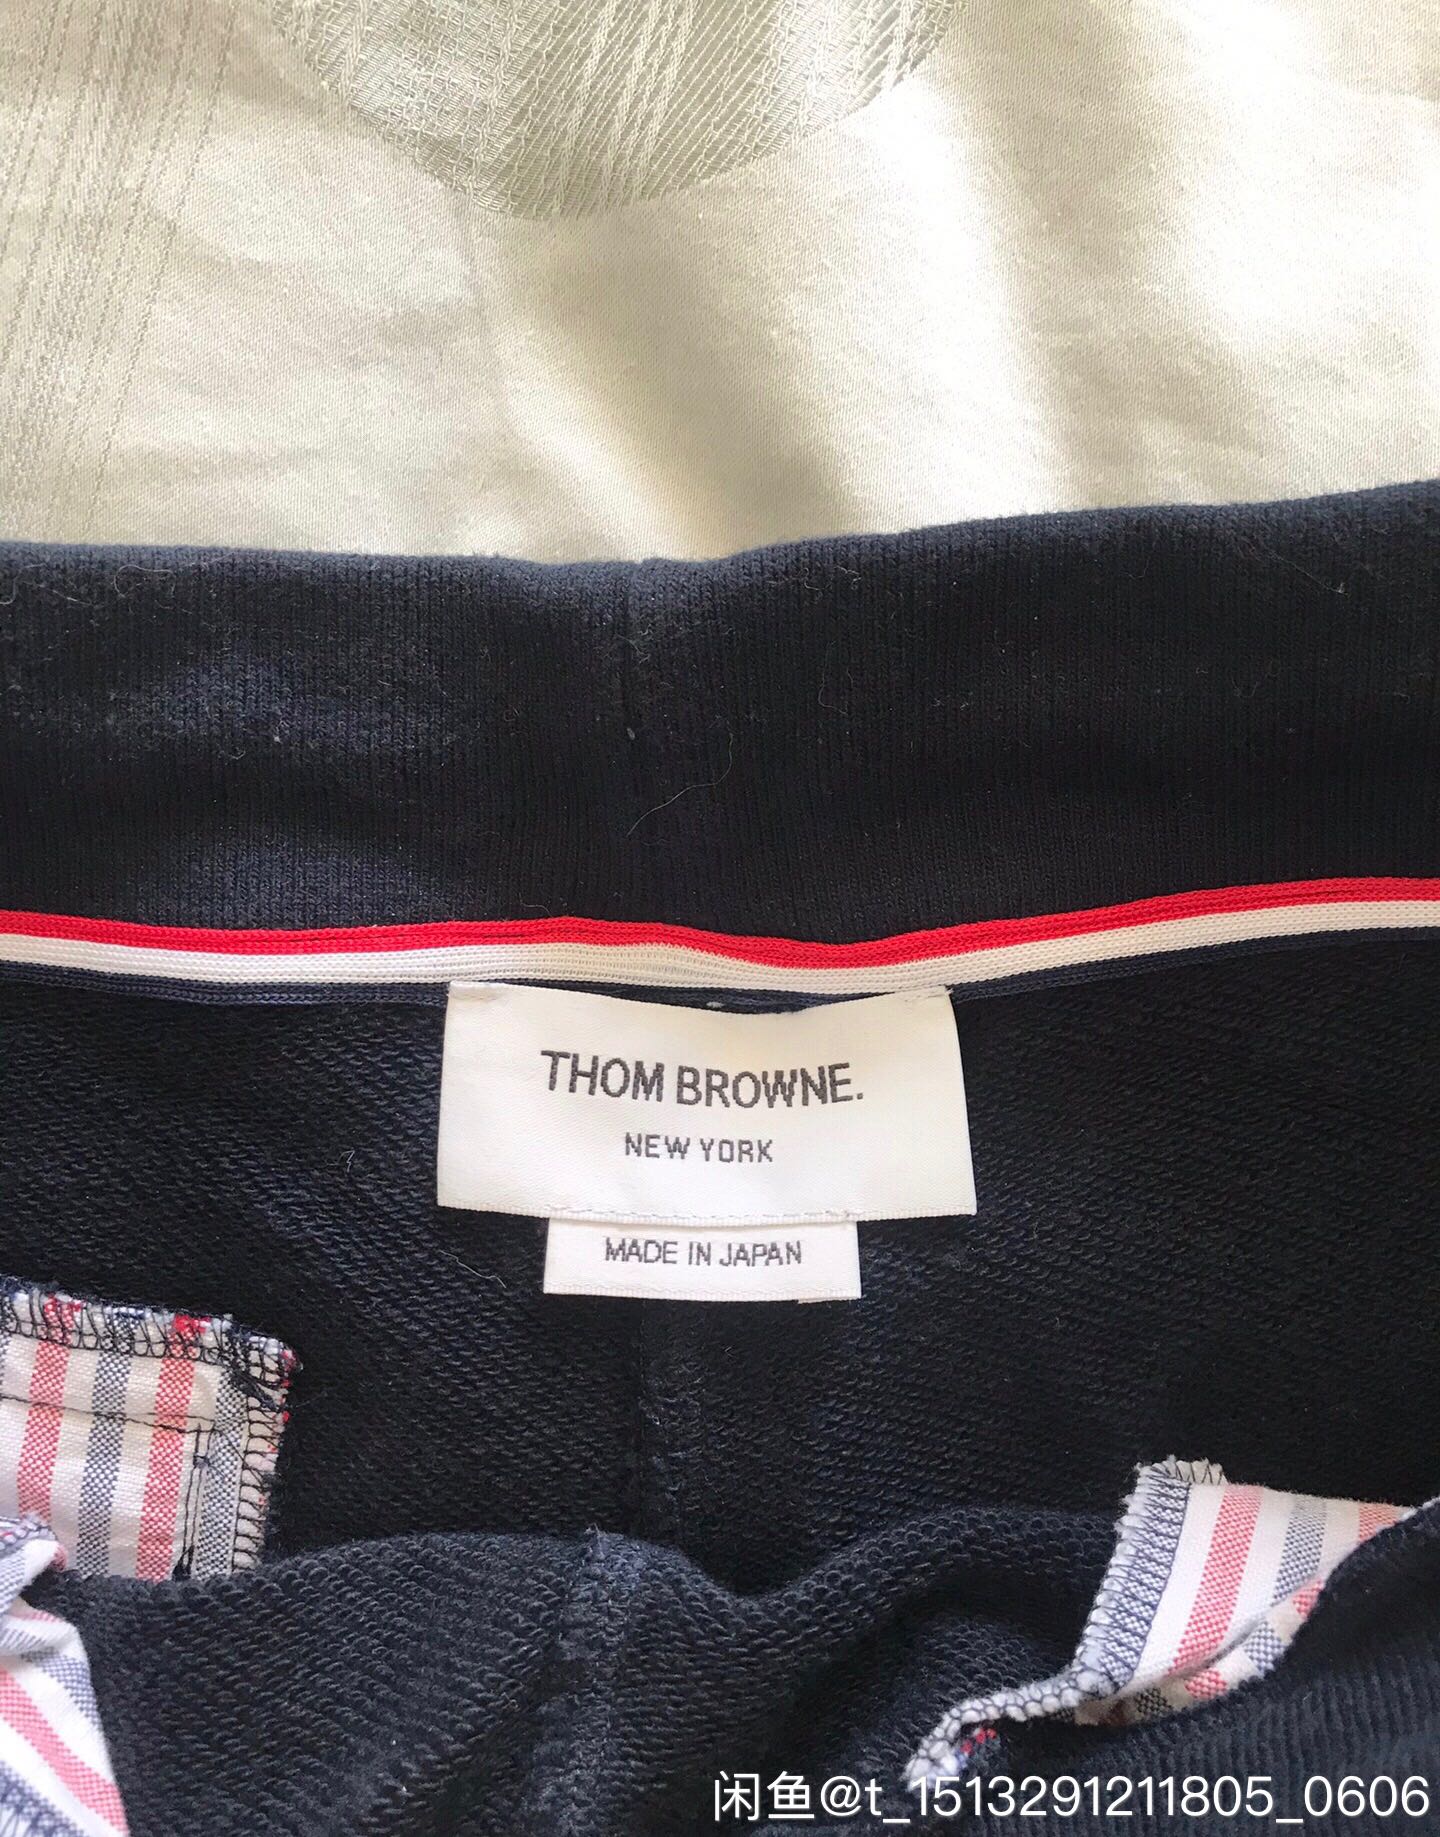 THOM BROWNE.
NEW YORK
MADE IN JAPAN
闲鱼@t_1513291211805_0606